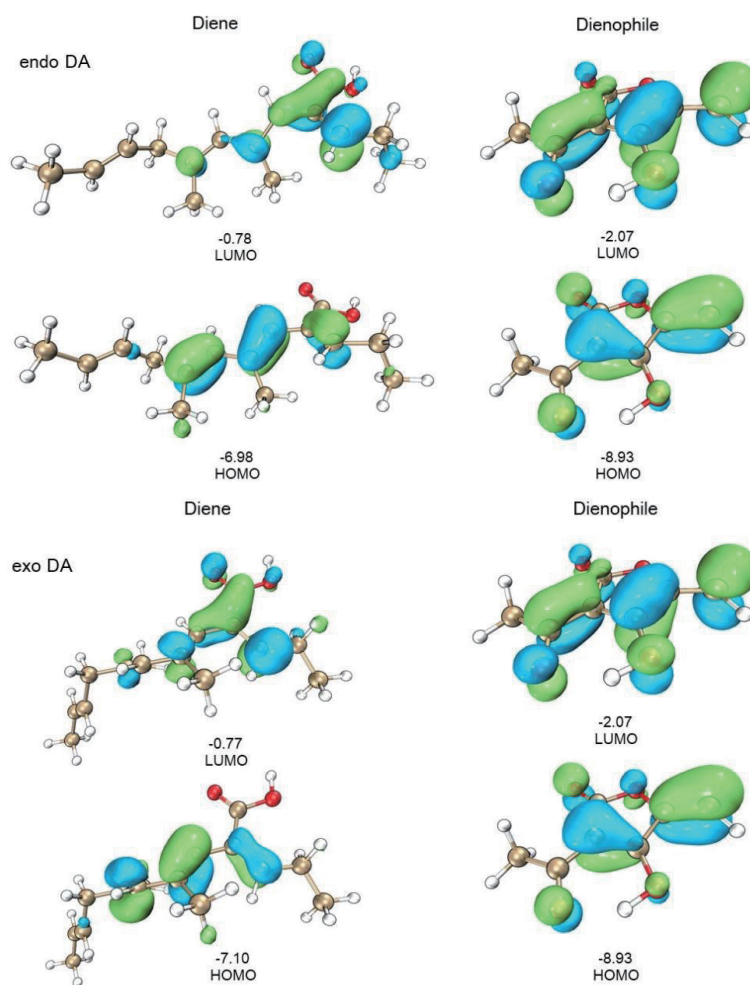 Diene Dienophile
endo DA
-0.78 -2.07
LUMO LUMO
-6.98 -8.93
HOMO HOMO
Diene Dienophile
exo DA
-0.77 -2.07
LUMO LUMO
-7.10 -8.93
HOMO HOMO